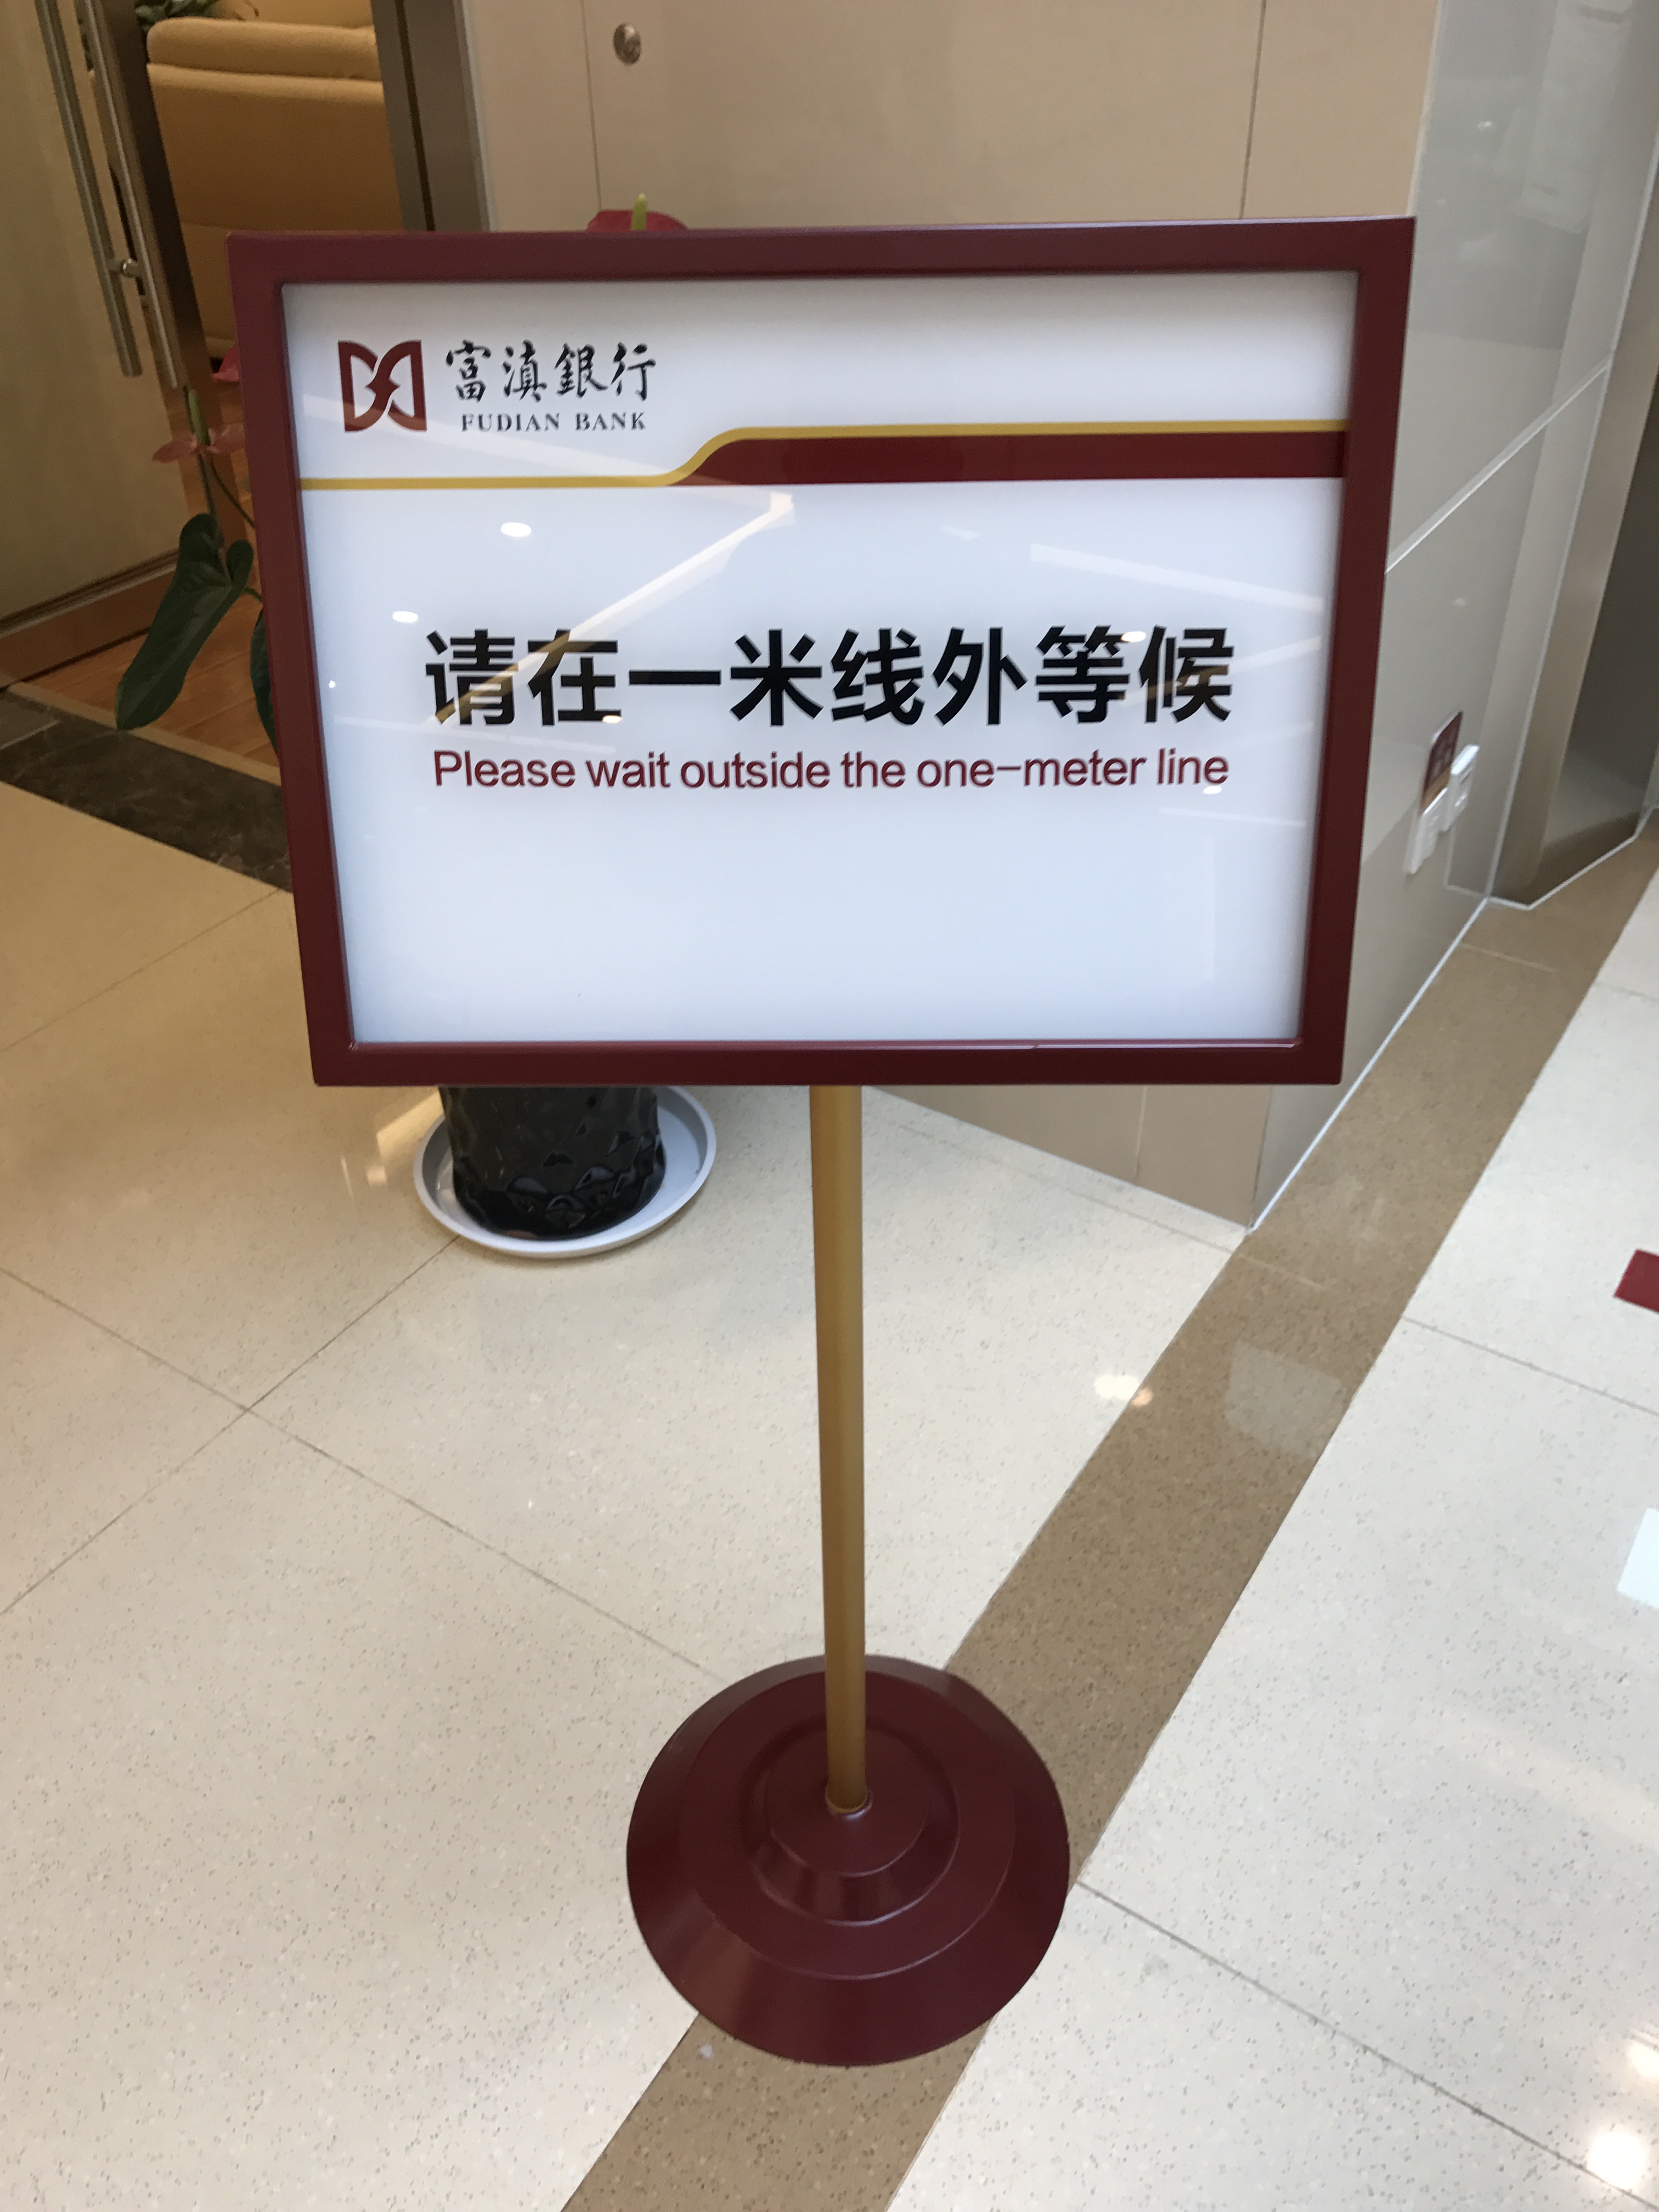 富滇銀行
FUDIAN BANK
请在一米线外等候
Please wait outside the one-meter line